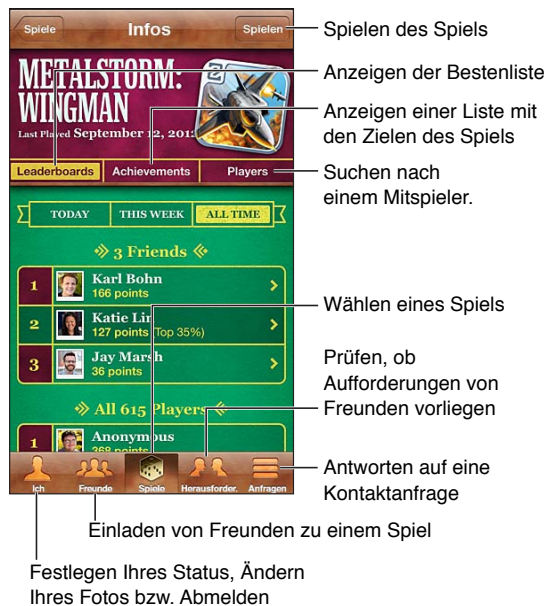 Spiele
Infos
Spielen
METALSTORM:
WINGMAN
Last Played September 12, 201
Leaderboards
Achievements
Players
TODAY
THIS WEEK
ALL TIME
3 Friends
1
Karl Bohn
166 points
2
Katie Lin
127 points (Top 35%)
3
Jay Marsh
36 points
All 615 Players
1
Anonymous
368 points
Ich
Freunde
Spiele
Herausforder.
Anfragen
Spielen des Spiels
Anzeigen der Bestenliste
Anzeigen einer Liste mit
den Zielen des Spiels
Suchen nach
einem Mitspieler.
Wählen eines Spiels
Prüfen, ob
Aufforderungen von
Freunden vorliegen
Antworten auf eine
Kontaktanfrage
Einladen von Freunden zu einem Spiel
Festlegen Ihres Status, Ändern
Ihres Fotos bzw. Abmelden